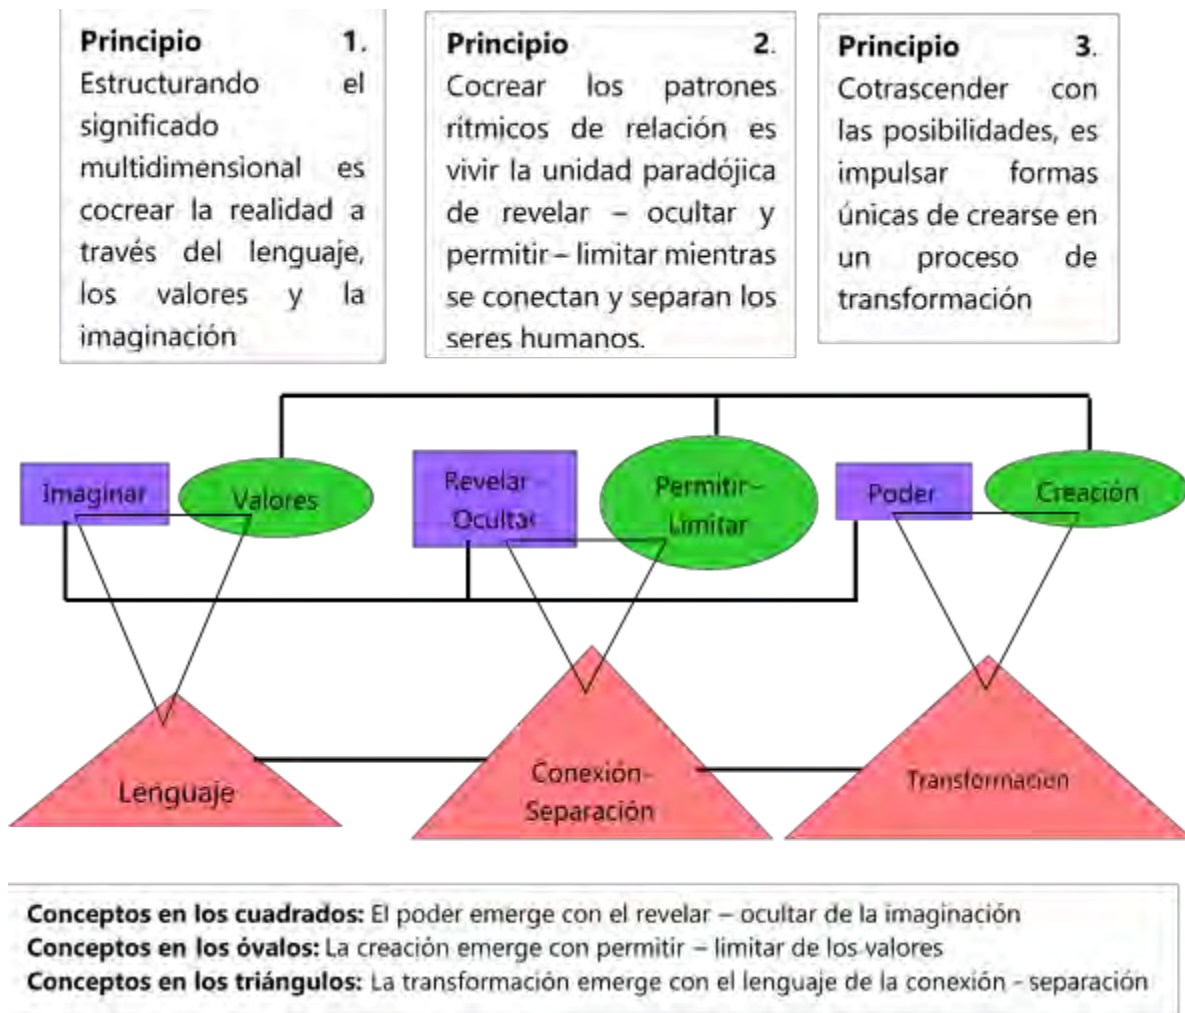 Principio 1.
Estructurando el
significado
multidimensional es
cocrear la realidad a
través del lenguaje,
los valores y la
imaginación
Principio 2.
Cocrear los patrones
rítmicos de relación es
vivir la unidad paradójica
de revelar – ocultar y
permitir – limitar mientras
se conectan y separan los
seres humanos.
Principio 3.
Cotrascender con
las posibilidades, es
impulsar formas
únicas de crearse en
un proceso de
transformación
Imaginar
Valores
Revelar -
Ocultar
Permitir–
Limitar
Poder
Creación
Lenguaje
Conexión-
Separación
Transformación
Conceptos en los cuadrados: El poder emerge con el revelar – ocultar de la imaginación
Conceptos en los óvalos: La creación emerge con permitir – limitar de los valores
Conceptos en los triángulos: La transformación emerge con el lenguaje de la conexión - separación